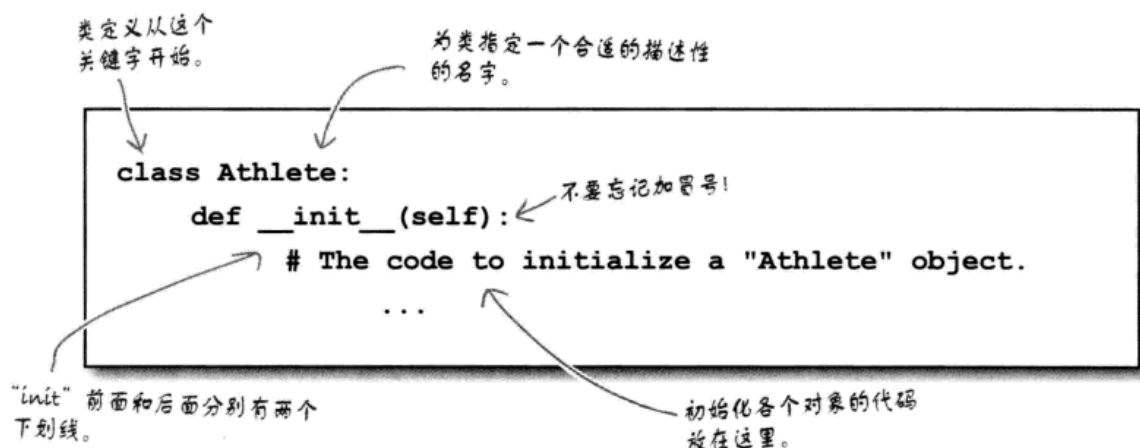 类定义从这个
关键字开始。
为类指定一个合适的描述性
的名字。
class Athlete:
def __init__(self):
不要忘记加冒号!
# The code to initialize a "Athlete" object.
...
"init" 前面和后面分别有两个
下划线。
初始化各个对象的代码
放在这里。